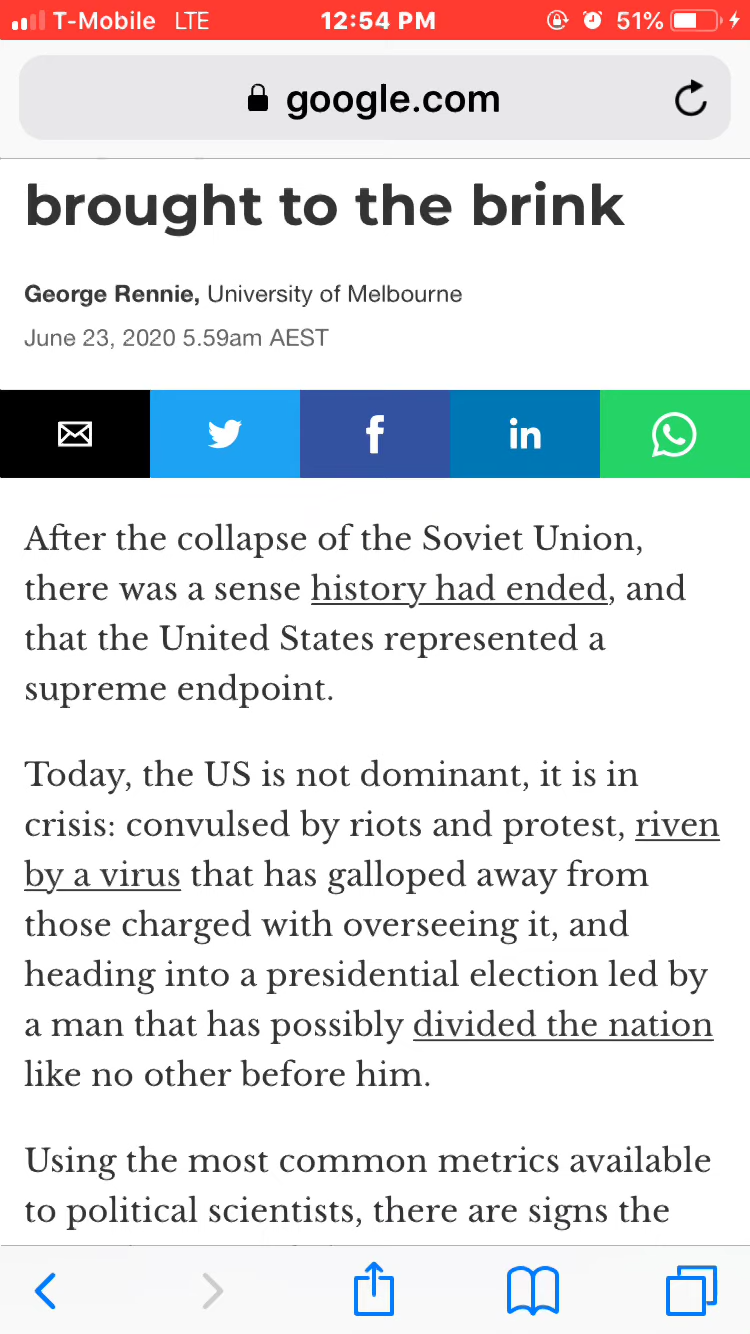 T-Mobile LTE 12:54 PM 51%
google.com
brought to the brink
George Rennie, University of Melbourne
June 23, 2020 5.59am AEST
f in
After the collapse of the Soviet Union,
there was a sense history had ended, and
that the United States represented a
supreme endpoint.
Today, the US is not dominant, it is in
crisis: convulsed by riots and protest, riven
by a virus that has galloped away from
those charged with overseeing it, and
heading into a presidential election led by
a man that has possibly divided the nation
like no other before him.
Using the most common metrics available
to political scientists, there are signs the